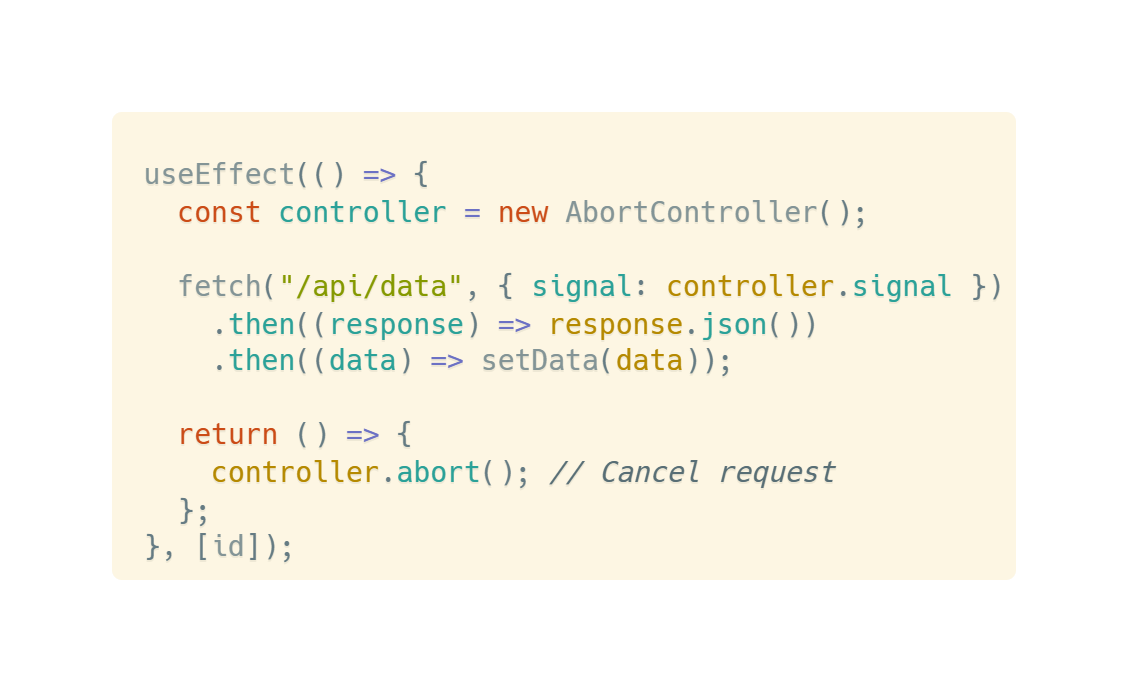 useEffect(() => {
  const controller = new AbortController();

  fetch("/api/data", { signal: controller.signal })
    .then((response) => response.json())
    .then((data) => setData(data));

  return () => {
    controller.abort(); // Cancel request
  };
}, [id]);